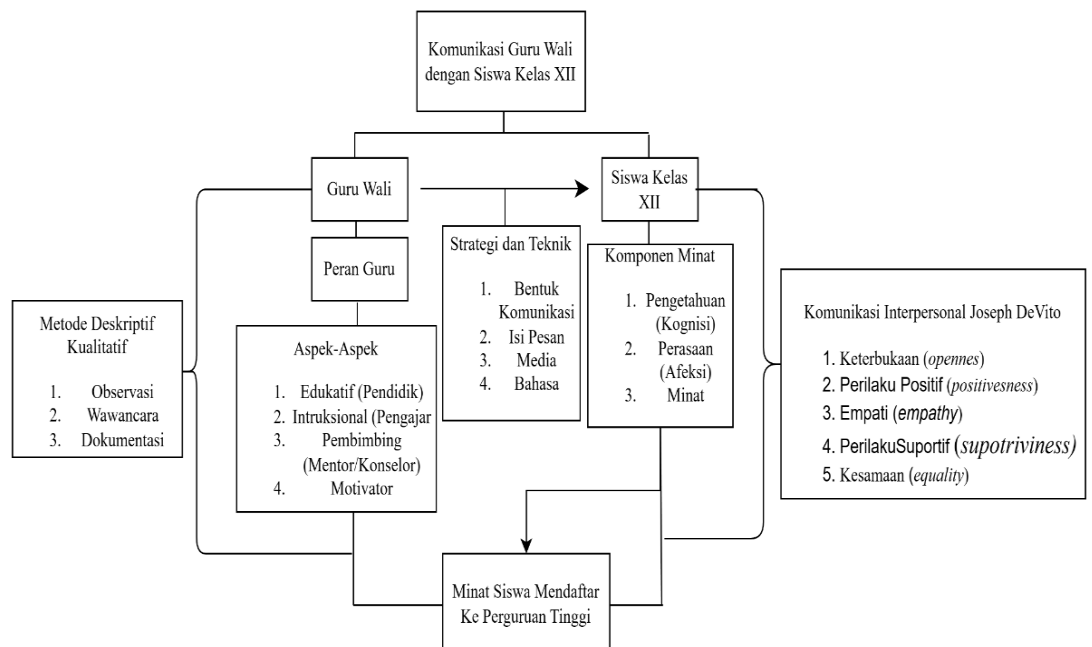 Komunikasi Guru Wali
dengan Siswa Kelas XII
Guru Wali
Siswa Kelas
XII
Peran Guru
Strategi dan Teknik
1. Bentuk
Komunikasi
2. Isi Pesan
3. Media
4. Bahasa
Komponen Minat
1. Pengetahuan
(Kognisi)
2. Perasaan
(Afeksi)
3. Minat
Metode Deskriptif
Kualitatif
1. Observasi
2. Wawancara
3. Dokumentasi
Aspek-Aspek
1. Edukatif (Pendidik)
2. Intruksional (Pengajar
3. Pembimbing
(Mentor/Konselor)
4. Motivator
Komunikasi Interpersonal Joseph DeVito
1. Keterbukaan (opennes)
2. Perilaku Positif (positivesness)
3. Empati (empathy)
4. PerilakuSuportif (supotriviness)
5. Kesamaan (equality)
Minat Siswa Mendaftar
Ke Perguruan Tinggi